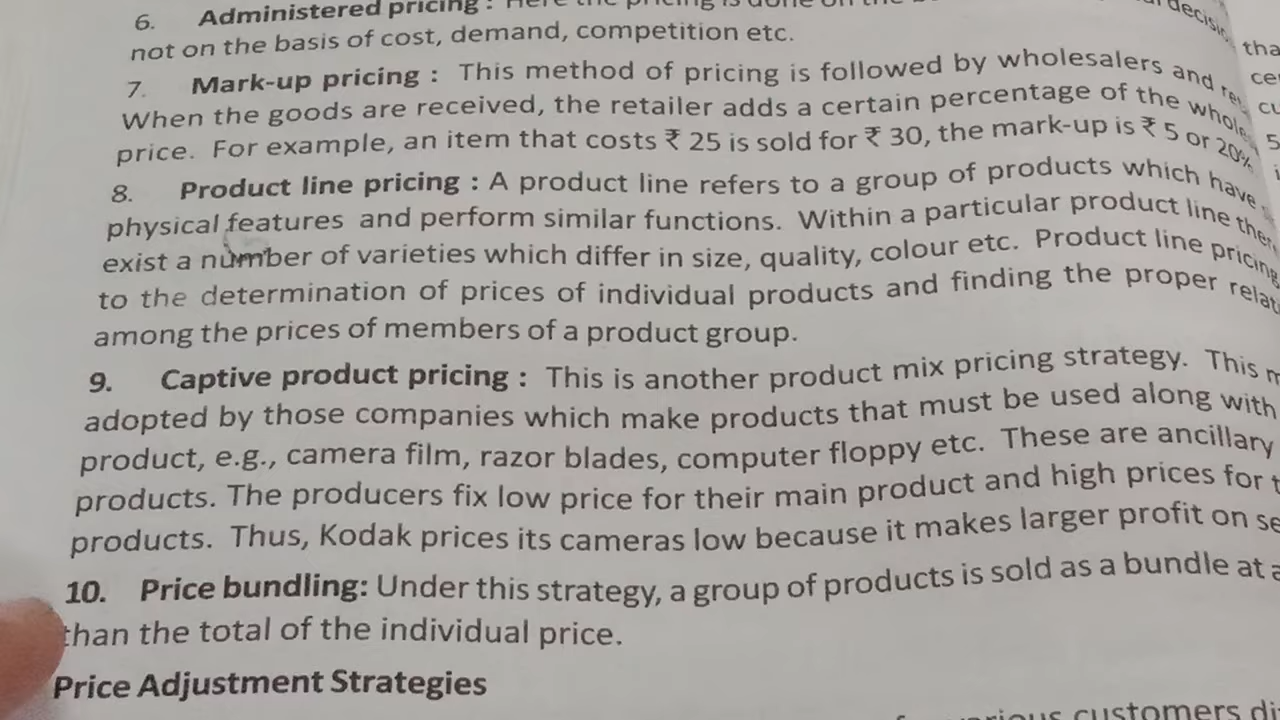 6. Administered pricing : Here the pricing is done on the
not on the basis of cost, demand, competition etc.
7. Mark-up pricing : This method of pricing is followed by wholesalers and
When the goods are received, the retailer adds a certain percentage of the
price. For example, an item that costs ₹ 25 is sold for ₹ 30, the mark-up is ₹ 5 or 20%
8. Product line pricing : A product line refers to a group of products which have
physical features and perform similar functions. Within a particular product line
exist a number of varieties which differ in size, quality, colour etc. Product line pricing
to the determination of prices of individual products and finding the proper
among the prices of members of a product group.
9. Captive product pricing : This is another product mix pricing strategy. This
adopted by those companies which make products that must be used along with
product, e.g., camera film, razor blades, computer floppy etc. These are ancillary
products. The producers fix low price for their main product and high prices for
products. Thus, Kodak prices its cameras low because it makes larger profit on
10. Price bundling: Under this strategy, a group of products is sold as a bundle at
than the total of the individual price.
Price Adjustment Strategies
customers